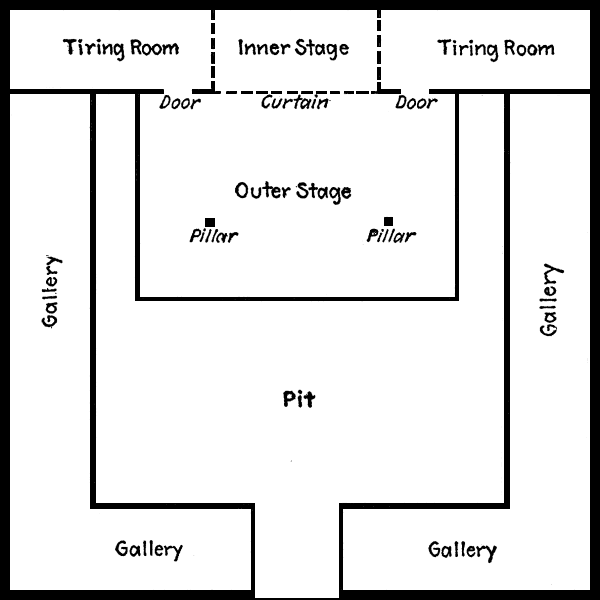 Tiring Room
Inner Stage
Tiring Room
Door
Curtain
Door
Outer Stage
Pillar
Pillar
Gallery
Gallery
Pit
Gallery
Gallery